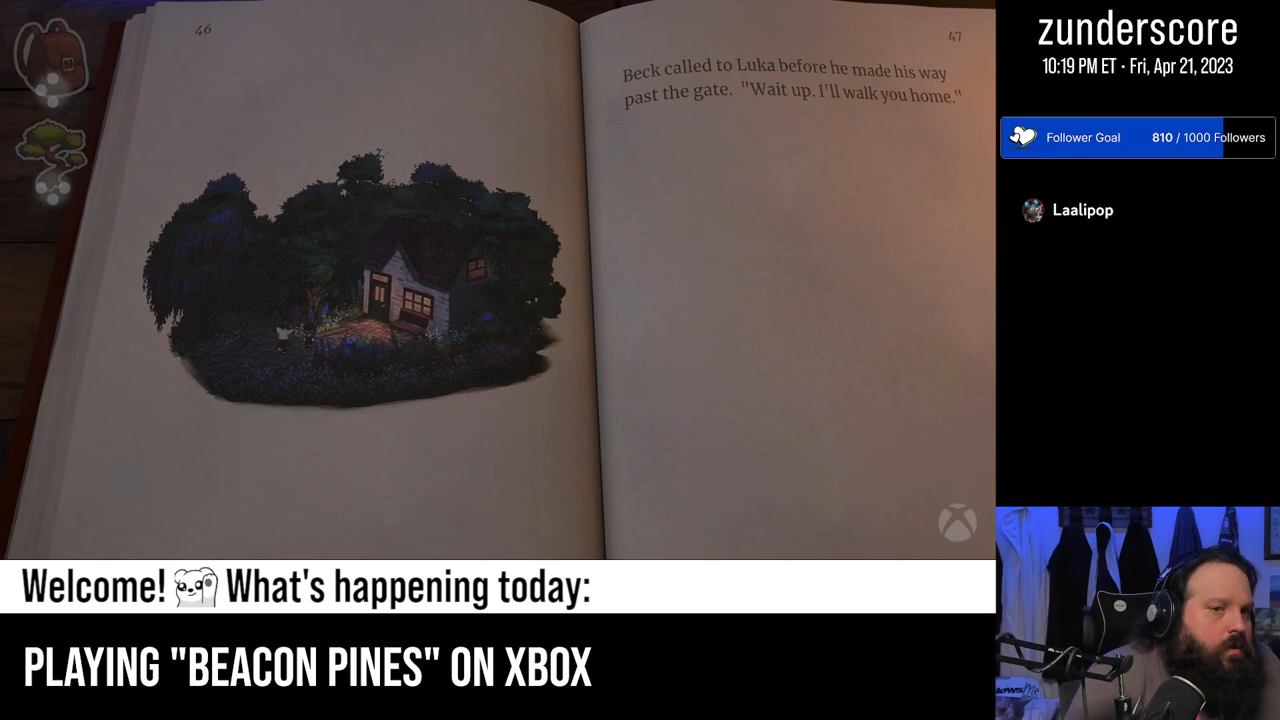 46
47
Beck called to Luka before he made his way
past the gate. "Wait up. I'll walk you home."
zunderscore
10:19 PM ET · Fri, Apr 21, 2023
Follower Goal 810 / 1000 Followers
Laalipop
Welcome! What's happening today:
PLAYING "BEACON PINES" ON XBOX